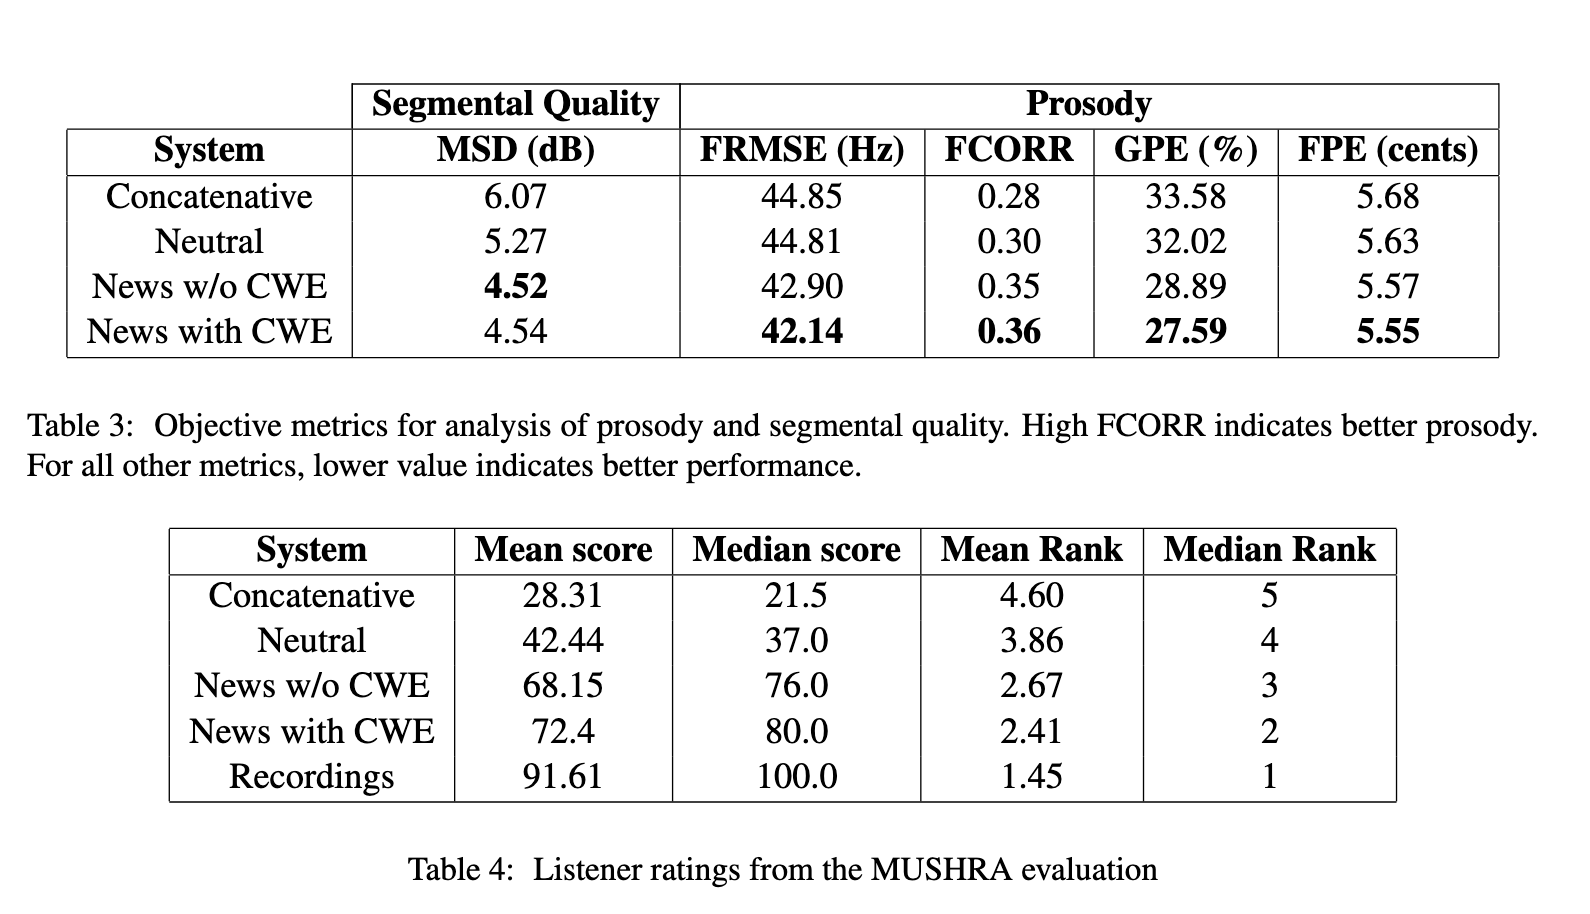 Segmental Quality Prosody
System MSD (dB) FRMSE (Hz) FCORR GPE (%) FPE (cents)
Concatenative 6.07 44.85 0.28 33.58 5.68
Neutral 5.27 44.81 0.30 32.02 5.63
News w/o CWE 4.52 42.90 0.35 28.89 5.57
News with CWE 4.54 42.14 0.36 27.59 5.55
Table 3: Objective metrics for analysis of prosody and segmental quality. High FCORR indicates better prosody.
For all other metrics, lower value indicates better performance.
System Mean score Median score Mean Rank Median Rank
Concatenative 28.31 21.5 4.60 5
Neutral 42.44 37.0 3.86 4
News w/o CWE 68.15 76.0 2.67 3
News with CWE 72.4 80.0 2.41 2
Recordings 91.61 100.0 1.45 1
Table 4: Listener ratings from the MUSHRA evaluation